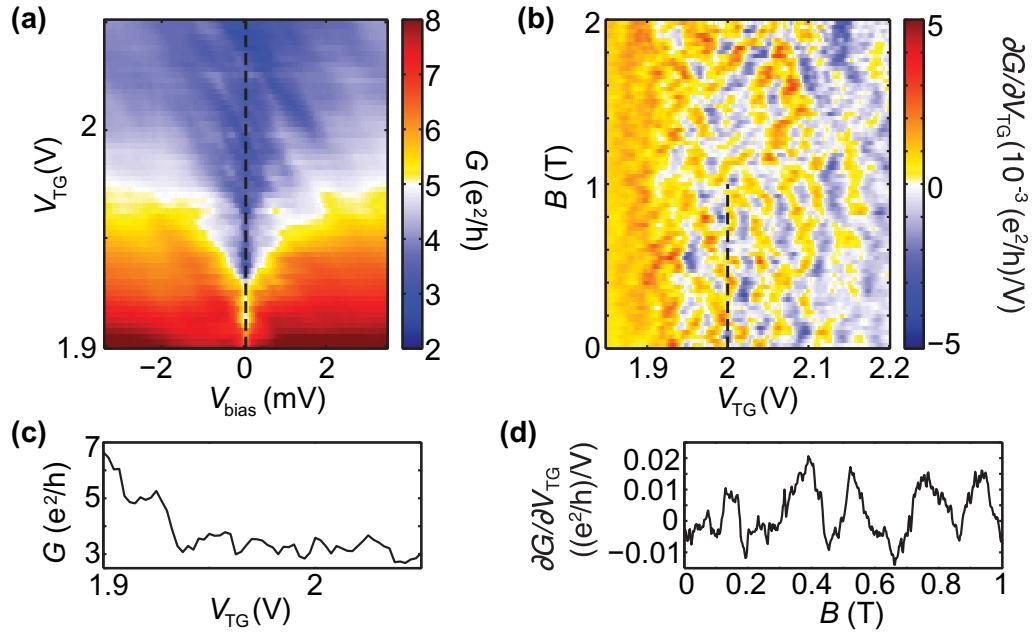 (a)
V_TG (V)
2
1.9
−2
0
2
V_bias (mV)
8
7
6
5
4
3
2
G (e²/h)
(b)
B (T)
2
1
0
1.9
2
2.1
2.2
V_TG (V)
5
0
−5
∂G/∂V_TG (10⁻³ (e²/h)/V)
(c)
G (e²/h)
7
5
3
1.9
2
V_TG (V)
(d)
∂G/∂V_TG
((e²/h)/V)
0.02
0.01
0
−0.01
0
0.2
0.4
0.6
0.8
1
B (T)